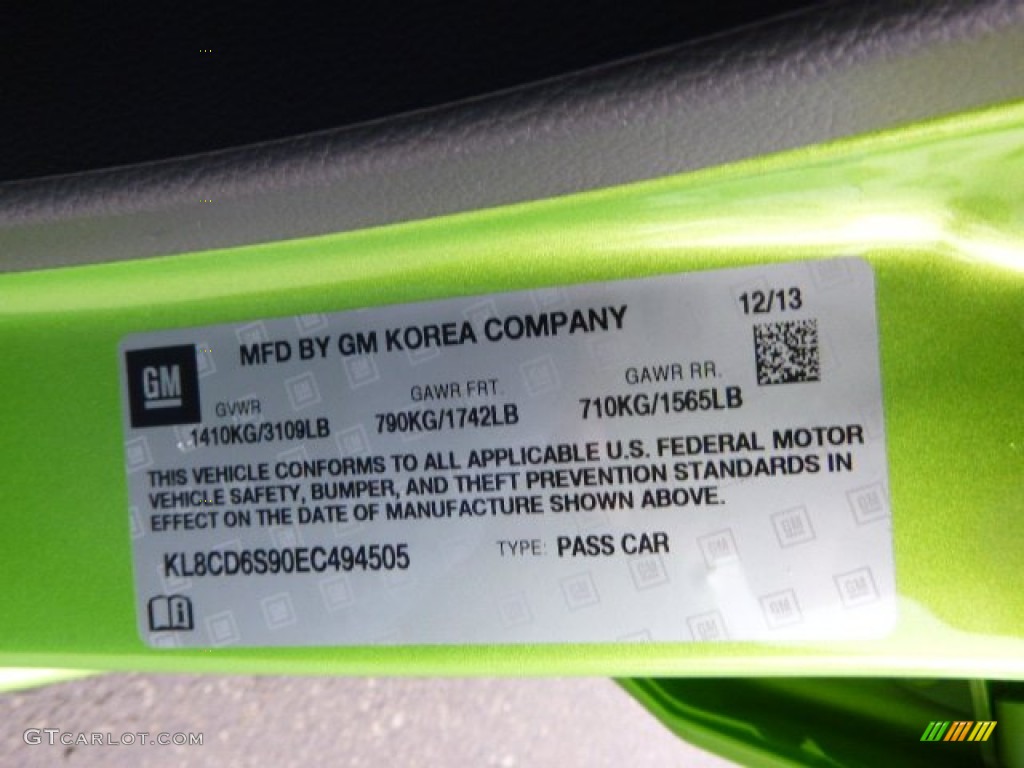 MFD BY GM KOREA COMPANY
12/13
GM
GVWR
1410KG/3109LB
GAWR FRT.
790KG/1742LB
GAWR RR.
710KG/1565LB
THIS VEHICLE CONFORMS TO ALL APPLICABLE U.S. FEDERAL MOTOR
VEHICLE SAFETY, BUMPER, AND THEFT PREVENTION STANDARDS IN
EFFECT ON THE DATE OF MANUFACTURE SHOWN ABOVE.
KL8CD6S90EC494505
TYPE: PASS CAR
GTCARLOT.COM